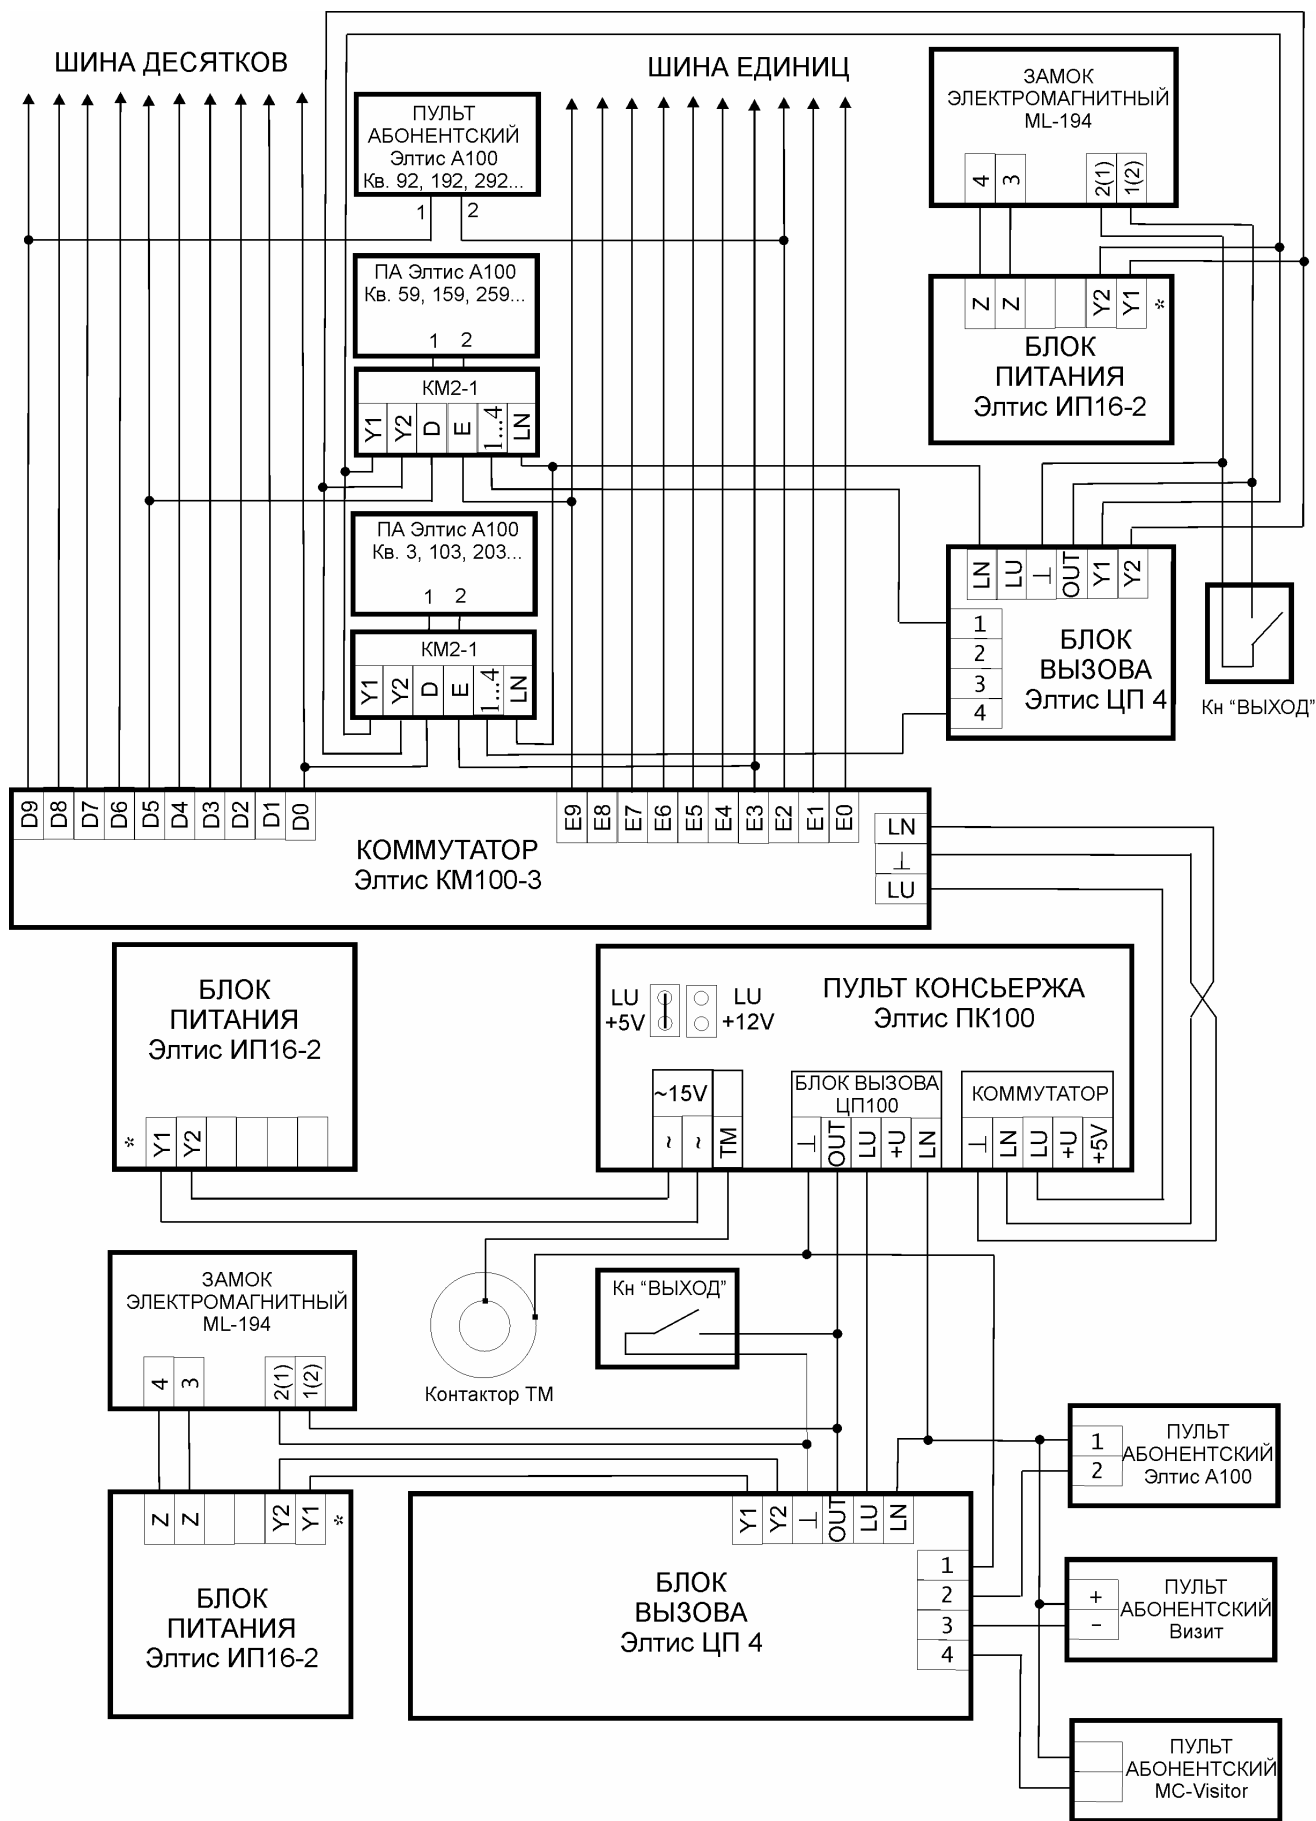 ШИНА ДЕСЯТКОВ
ШИНА ЕДИНИЦ
ПУЛЬТ
АБОНЕНТСКИЙ
Элтис А100
Кв. 92, 192, 292...
1 2
ЗАМОК
ЭЛЕКТРОМАГНИТНЫЙ
ML-194
4 3 2(1) 1(2)
ПА Элтис А100
Кв. 59, 159, 259...
1 2
КМ2-1
Y1 Y2 D E 1...4 LN
Z Z Y2 Y1 *
БЛОК
ПИТАНИЯ
Элтис ИП16-2
ПА Элтис А100
Кв. 3, 103, 203...
1 2
КМ2-1
Y1 Y2 D E 1...4 LN
LN LU ⊥ OUT Y1 Y2
1
2
3
4
БЛОК
ВЫЗОВА
Элтис ЦП 4
Кн “ВЫХОД”
D9 D8 D7 D6 D5 D4 D3 D2 D1 D0
E9 E8 E7 E6 E5 E4 E3 E2 E1 E0
КОММУТАТОР
Элтис КМ100-3
LN
⊥
LU
БЛОК
ПИТАНИЯ
Элтис ИП16-2
* Y1 Y2
ПУЛЬТ КОНСЬЕРЖА
Элтис ПК100
LU
+5V
LU
+12V
~15V
~ ~ TM
БЛОК ВЫЗОВА
ЦП100
⊥ OUT LU +U LN
КОММУТАТОР
⊥ LN LU +U +5V
ЗАМОК
ЭЛЕКТРОМАГНИТНЫЙ
ML-194
4 3 2(1) 1(2)
Контактор ТМ
Кн “ВЫХОД”
Z Z Y2 Y1 *
БЛОК
ПИТАНИЯ
Элтис ИП16-2
Y1 Y2 ⊥ OUT LU LN
1
2
3
4
БЛОК
ВЫЗОВА
Элтис ЦП 4
1
2
ПУЛЬТ
АБОНЕНТСКИЙ
Элтис А100
+
-
ПУЛЬТ
АБОНЕНТСКИЙ
Визит
ПУЛЬТ
АБОНЕНТСКИЙ
MC-Visitor